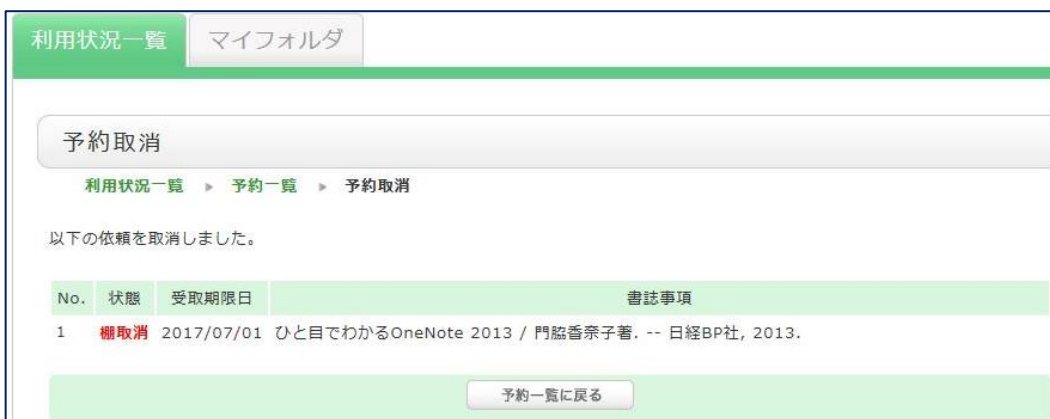 利用状況一覧 マイフォルダ
予約取消
利用状況一覧 ▶ 予約一覧 ▶ 予約取消
以下の依頼を取消しました。
No. 状態 受取期限日 書誌事項
1 棚取消 2017/07/01 ひと目でわかるOneNote 2013 / 門脇香奈子著. -- 日経BP社, 2013.
予約一覧に戻る